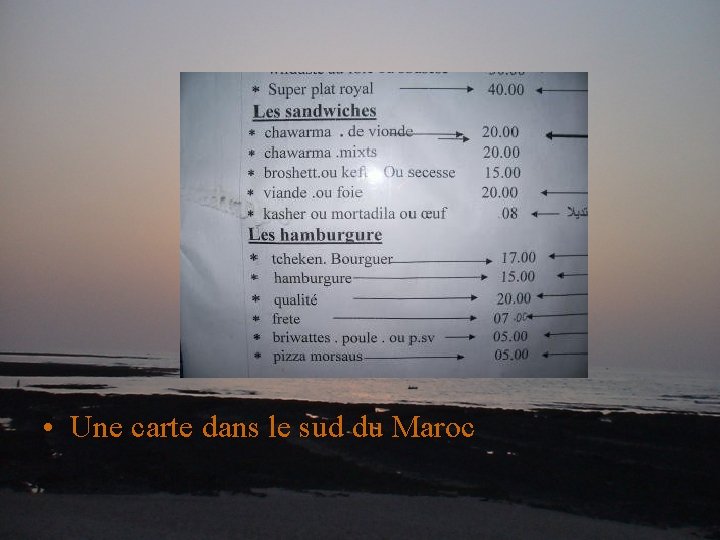 * Super plat royal 40.00
Les sandwiches
* chawarma . de vionde 20.00
* chawarma .mixts 20.00
* broshett.ou kefi Ou secesse 15.00
* viande .ou foie 20.00
* kasher ou mortadila ou œuf 08
Les hamburgure
* tcheken. Bourguer 17.00
* hamburgure 15.00
* qualité 20.00
* frete 07 .00
* briwattes . poule . ou p.sv 05.00
* pizza morsaus 05.00
• Une carte dans le sud du Maroc